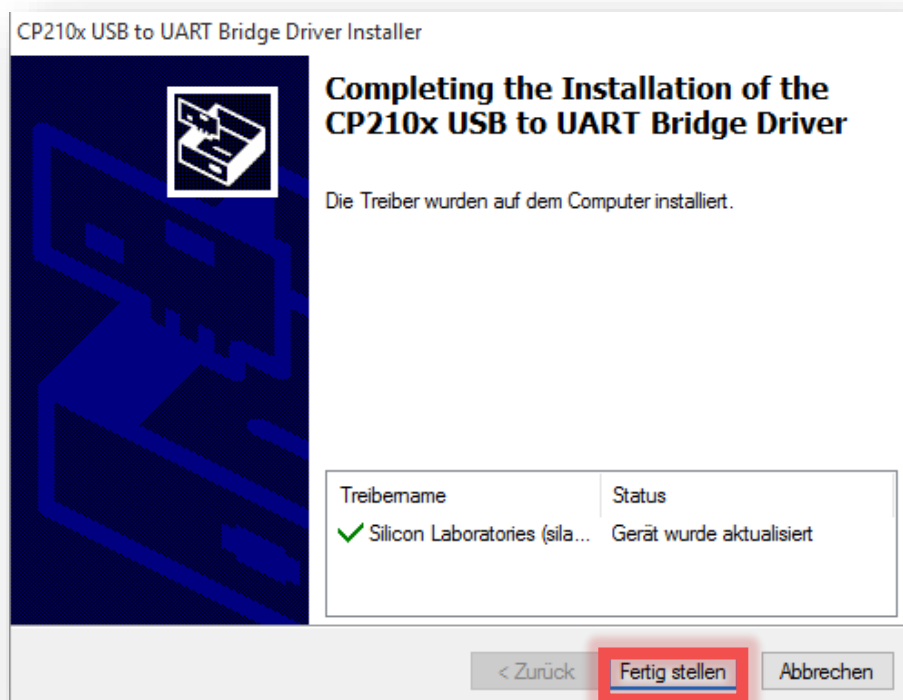 CP210x USB to UART Bridge Driver Installer
Completing the Installation of the
CP210x USB to UART Bridge Driver
Die Treiber wurden auf dem Computer installiert.
Treibername Status
Silicon Laboratories (sila... Gerät wurde aktualisiert
< Zurück Fertig stellen Abbrechen